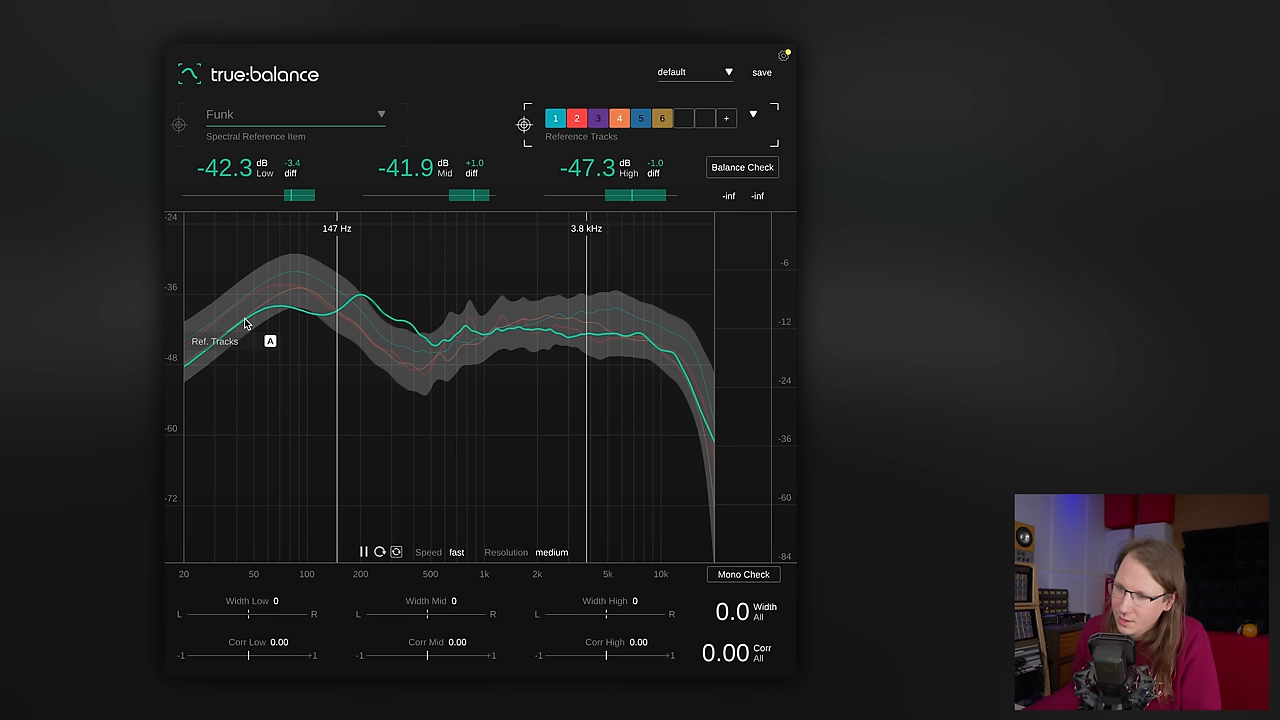 true:balance
default
save
Funk
Spectral Reference Item
1 2 3 4 5 6 +
Reference Tracks
-42.3 dB Low -3.4 diff
-41.9 dB Mid +1.0 diff
-47.3 dB High -1.0 diff
Balance Check
-inf -inf
-24
147 Hz
3.8 kHz
-6
-36
-12
Ref. Tracks A
-48
-24
-60
-36
-72
-60
Speed fast
Resolution medium
-84
20 50 100 200 500 1k 2k 5k 10k
Mono Check
Width Low 0
L R
Width Mid 0
L R
Width High 0
L R
0.0 Width All
Corr Low 0.00
-1 +1
Corr Mid 0.00
-1 +1
Corr High 0.00
-1 +1
0.00 Corr All